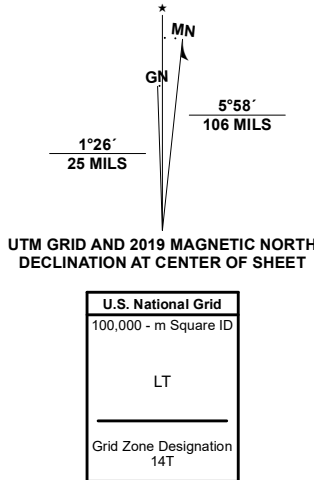 ★
MN
GN
5°58´
106 MILS
1°26´
25 MILS
UTM GRID AND 2019 MAGNETIC NORTH
DECLINATION AT CENTER OF SHEET
U.S. National Grid
100,000 - m Square ID
LT
Grid Zone Designation
14T